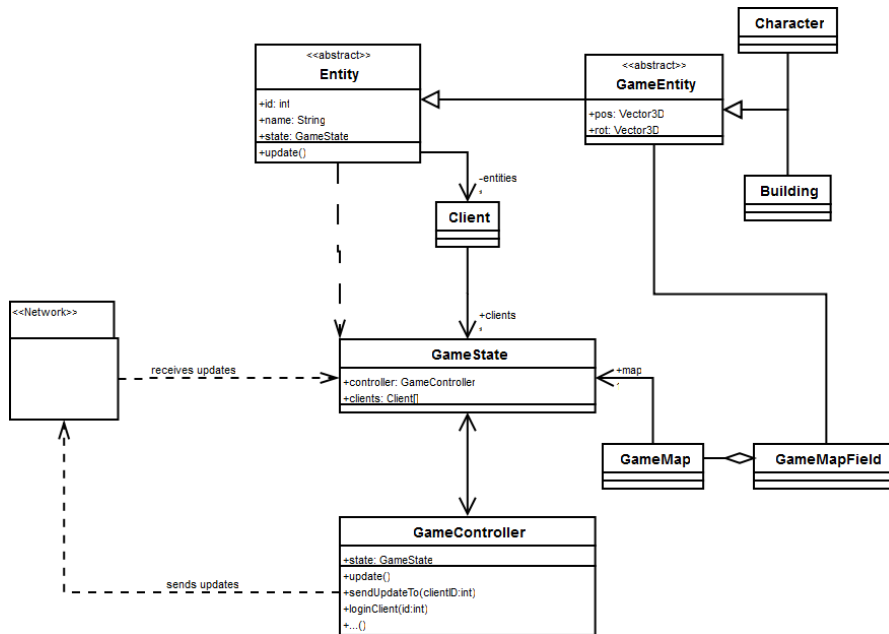 Character
<<abstract>>
Entity
+id: int
+name: String
+state: GameState
+update()
<<abstract>>
GameEntity
+pos: Vector3D
+rot: Vector3D
-entities
Client
Building
+clients
<<Network>>
receives updates
GameState
+controller: GameController
+clients: Client[]
+map
GameMap
GameMapField
GameController
+state: GameState
+update()
+sendUpdateTo(clientID:int)
+loginClient(id:int)
+...()
sends updates